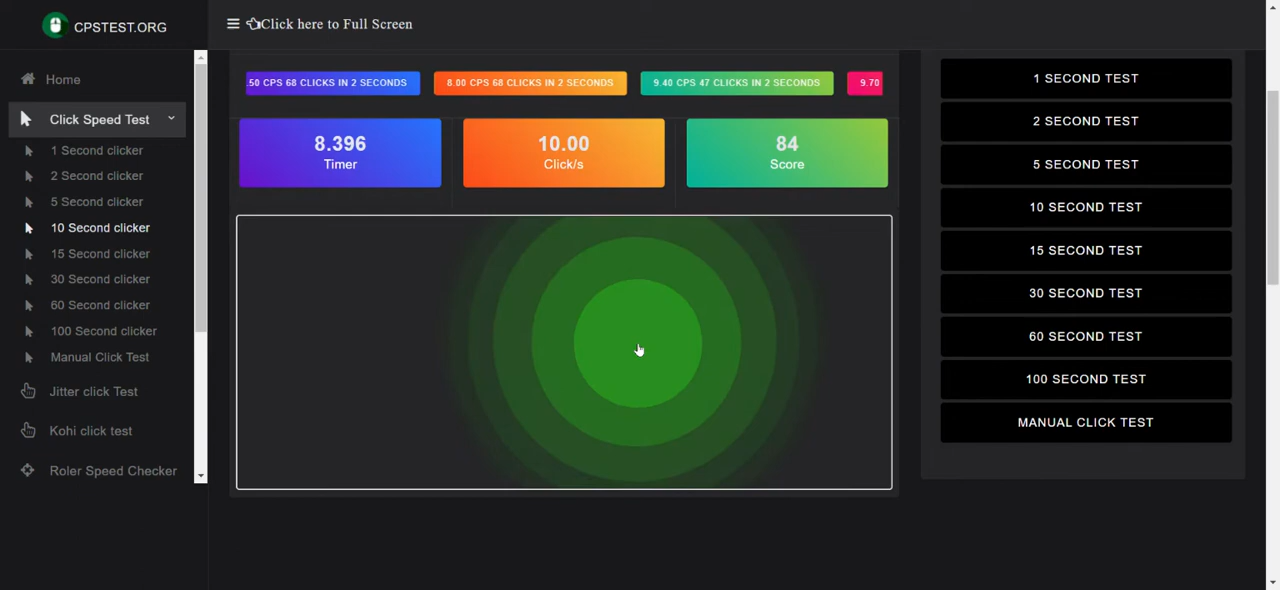 CPSTEST.ORG
Click here to Full Screen
Home
Click Speed Test
1 Second clicker
2 Second clicker
5 Second clicker
10 Second clicker
15 Second clicker
30 Second clicker
60 Second clicker
100 Second clicker
Manual Click Test
Jitter click Test
Kohi click test
Roler Speed Checker
.50 CPS 68 CLICKS IN 2 SECONDS
8.00 CPS 68 CLICKS IN 2 SECONDS
9.40 CPS 47 CLICKS IN 2 SECONDS
9.70
8.396
Timer
10.00
Click/s
84
Score
1 SECOND TEST
2 SECOND TEST
5 SECOND TEST
10 SECOND TEST
15 SECOND TEST
30 SECOND TEST
60 SECOND TEST
100 SECOND TEST
MANUAL CLICK TEST